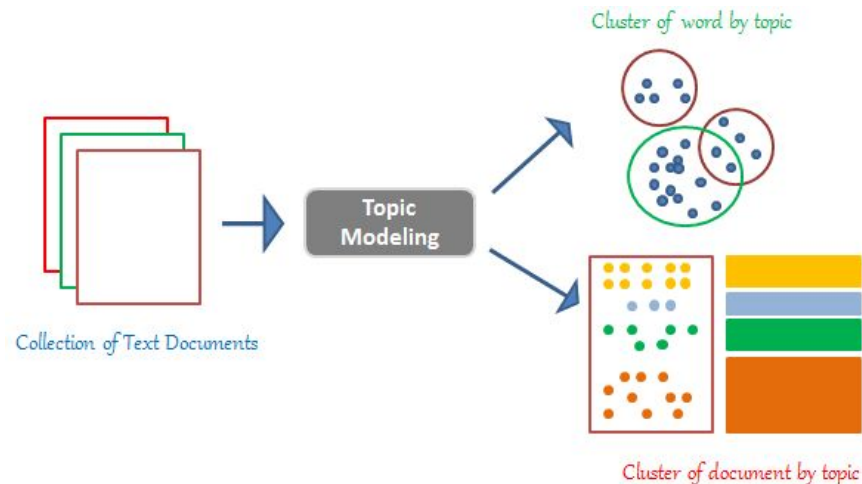 Cluster of word by topic
Topic
Modeling
Collection of Text Documents
Cluster of document by topic